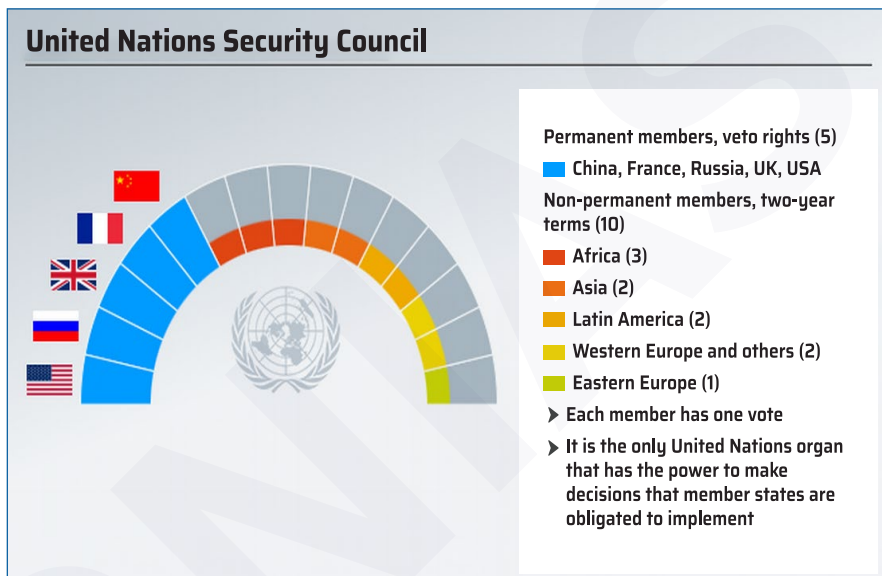 United Nations Security Council
Permanent members, veto rights (5)
China, France, Russia, UK, USA
Non-permanent members, two-year
terms (10)
Africa (3)
Asia (2)
Latin America (2)
Western Europe and others (2)
Eastern Europe (1)
Each member has one vote
It is the only United Nations organ
that has the power to make
decisions that member states are
obligated to implement